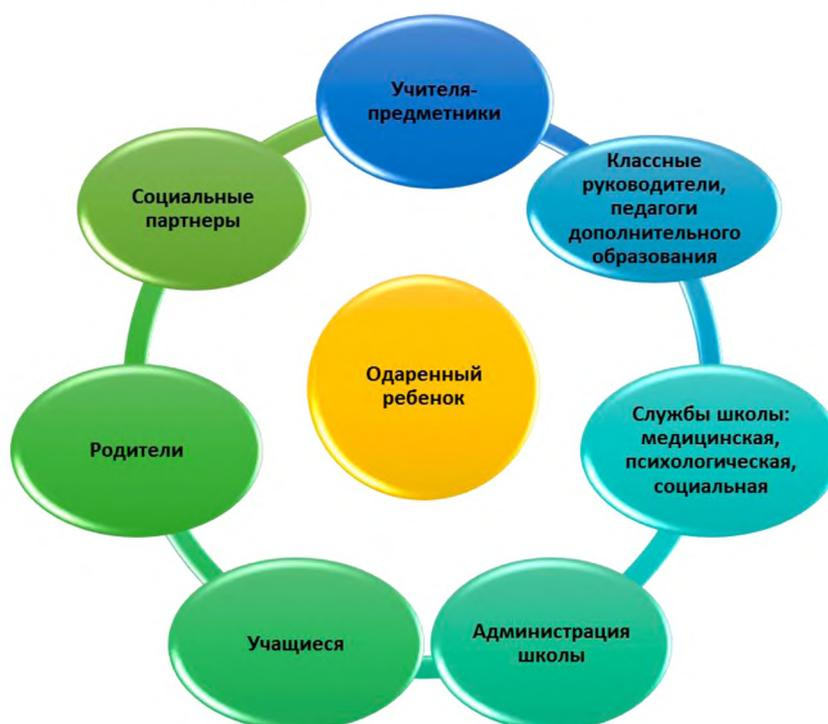 Учителя-
предметники
Классные
руководители,
педагоги
дополнительного
образования
Социальные
партнеры
Одаренный
ребенок
Службы школы:
медицинская,
психологическая,
социальная
Родители
Администрация
школы
Учащиеся